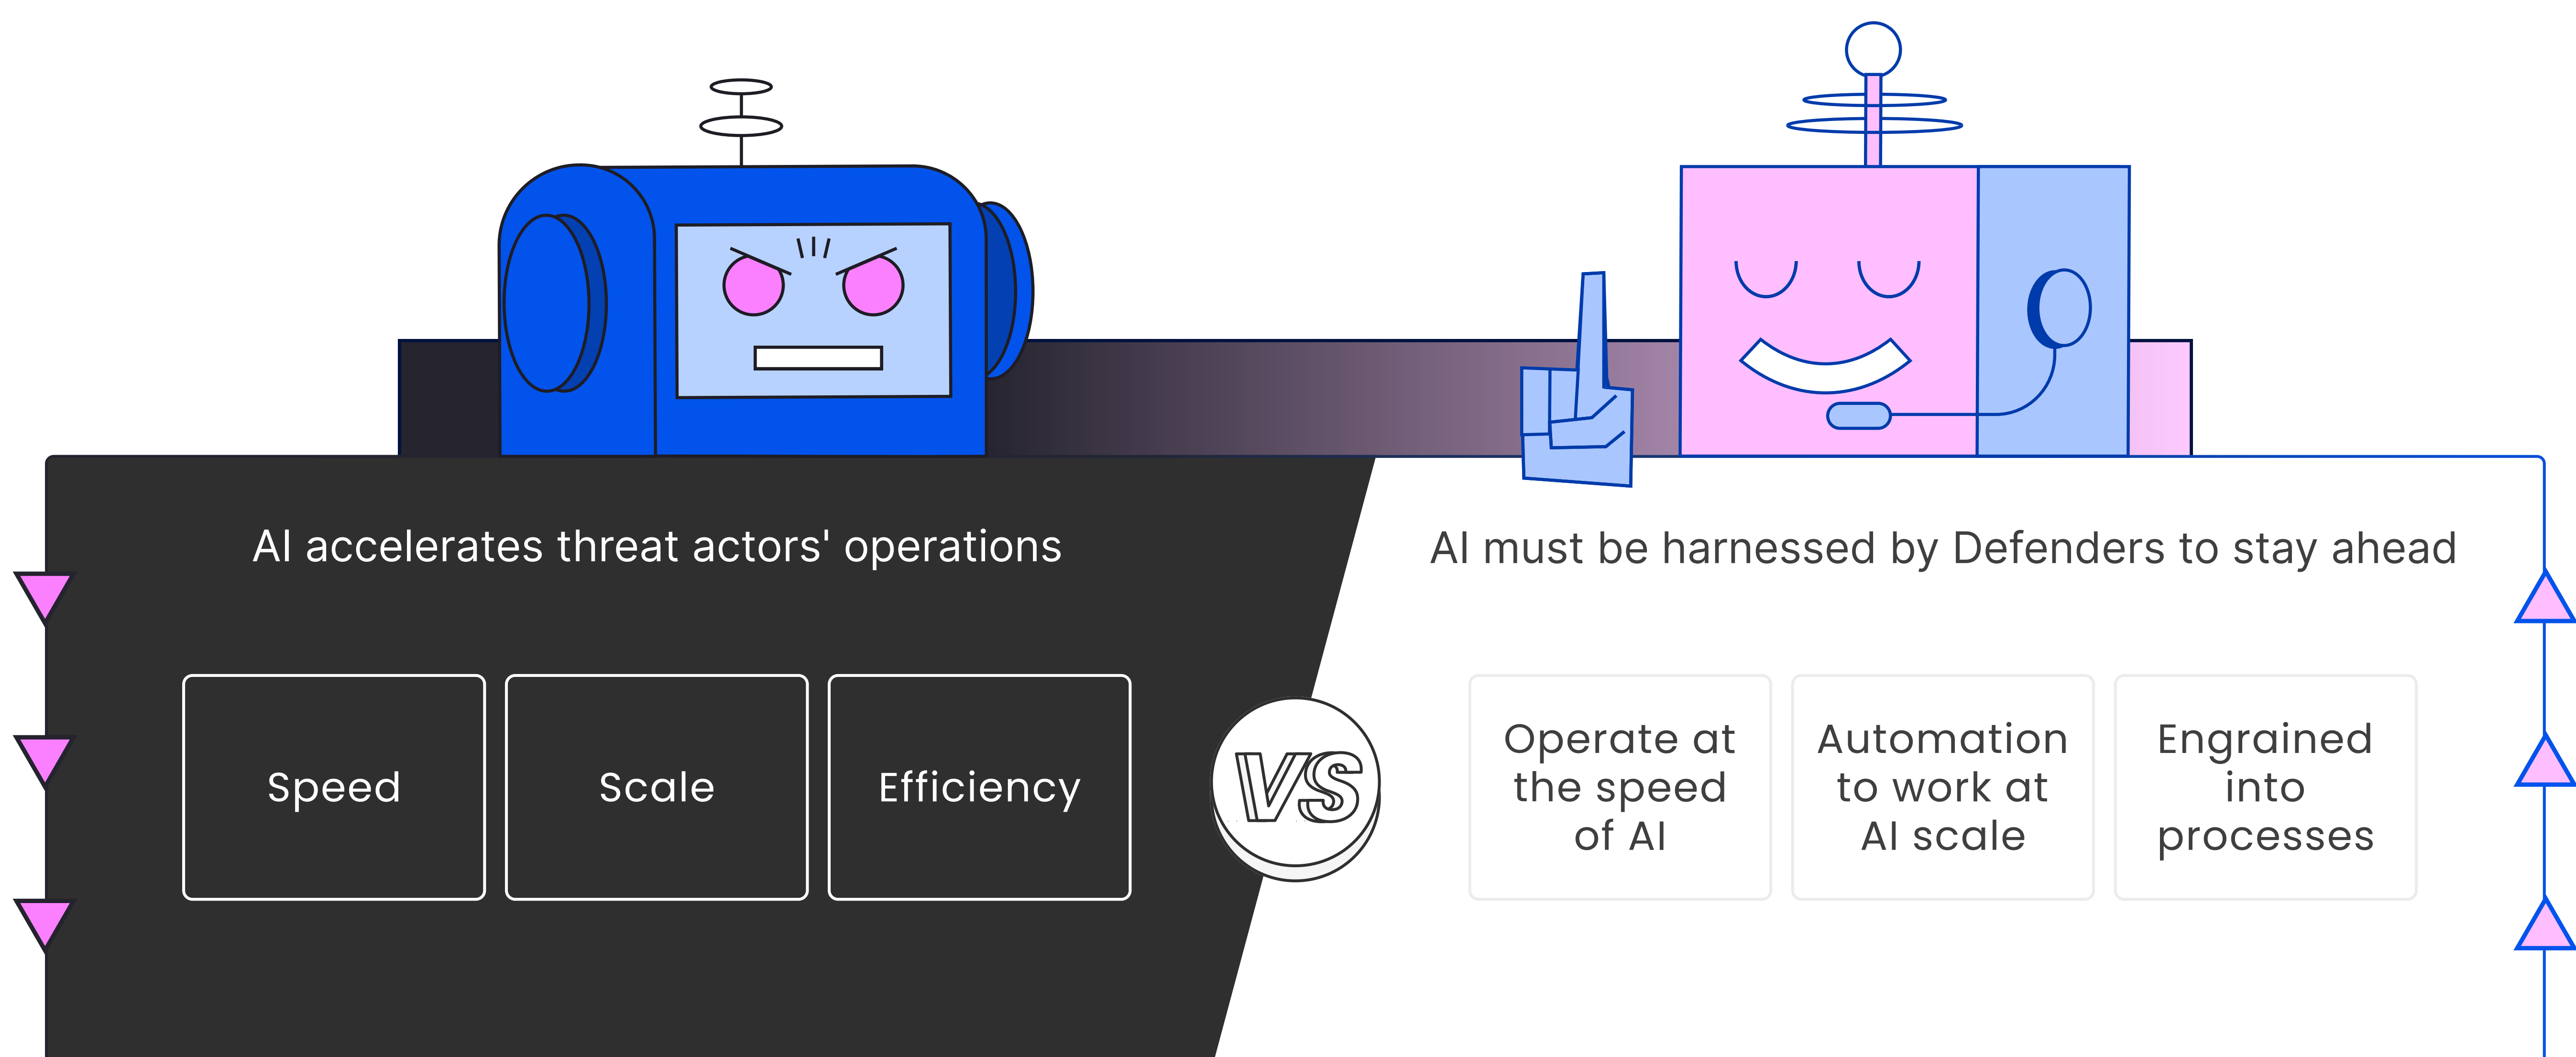 AI accelerates threat actors' operations
Speed
Scale
Efficiency
VS
AI must be harnessed by Defenders to stay ahead
Operate at
the speed
of AI
Automation
to work at
AI scale
Engrained
into
processes